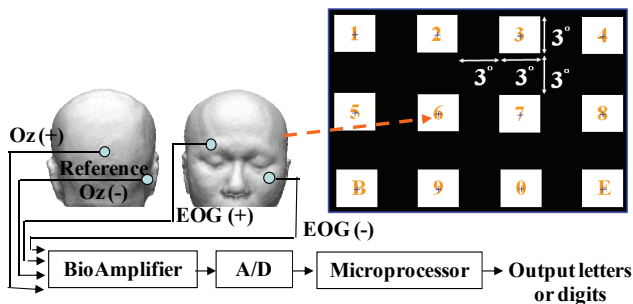 1 2 3 4
3°
3° 3° 3°
5 6 7 8
B 9 0 E
Oz (+)
Reference
Oz (-)
EOG (+)
EOG (-)
BioAmplifier
A/D
Microprocessor
Output letters
or digits